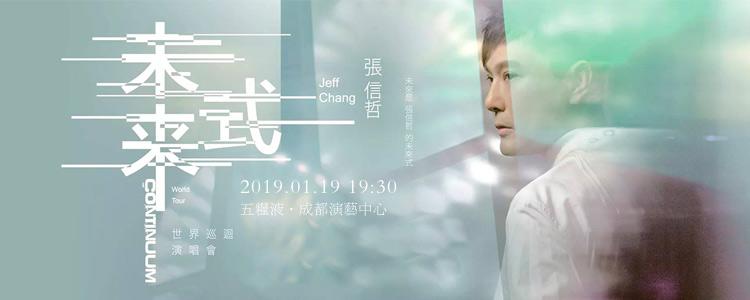 未来式
CONTINUUM
World
Tour
世界巡迴
演唱會
Jeff
Chang
張信哲
未來是 張信哲 的未來式
2019.01.19 19:30
五糧液·成都演藝中心